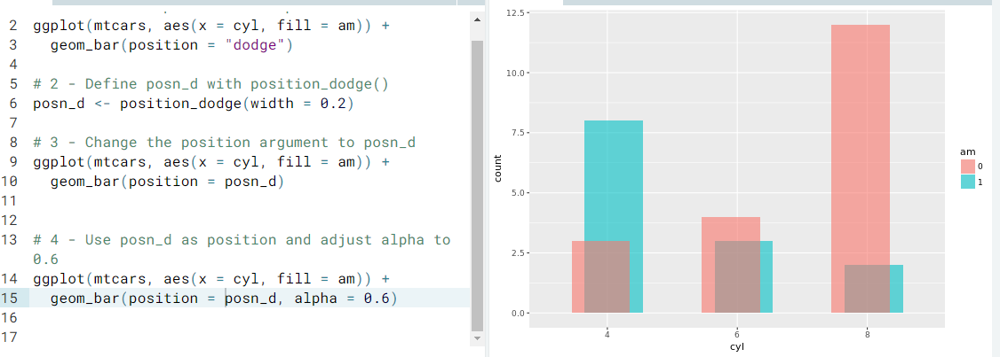 2 ggplot(mtcars, aes(x = cyl, fill = am)) +
3   geom_bar(position = "dodge")
4
5 # 2 - Define posn_d with position_dodge()
6 posn_d <- position_dodge(width = 0.2)
7
8 # 3 - Change the position argument to posn_d
9 ggplot(mtcars, aes(x = cyl, fill = am)) +
10   geom_bar(position = posn_d)
11
12
13 # 4 - Use posn_d as position and adjust alpha to
0.6
14 ggplot(mtcars, aes(x = cyl, fill = am)) +
15   geom_bar(position = posn_d, alpha = 0.6)
16
17
12.5
10.0
7.5
5.0
2.5
0.0
count
4 6 8
cyl
am
0
1